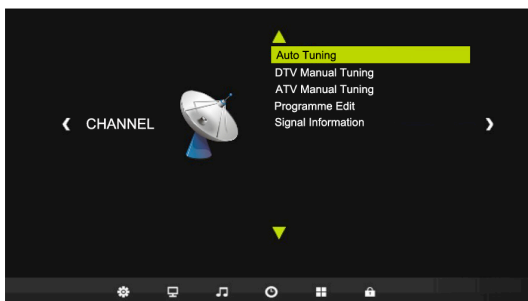 CHANNEL
Auto Tuning
DTV Manual Tuning
ATV Manual Tuning
Programme Edit
Signal Information